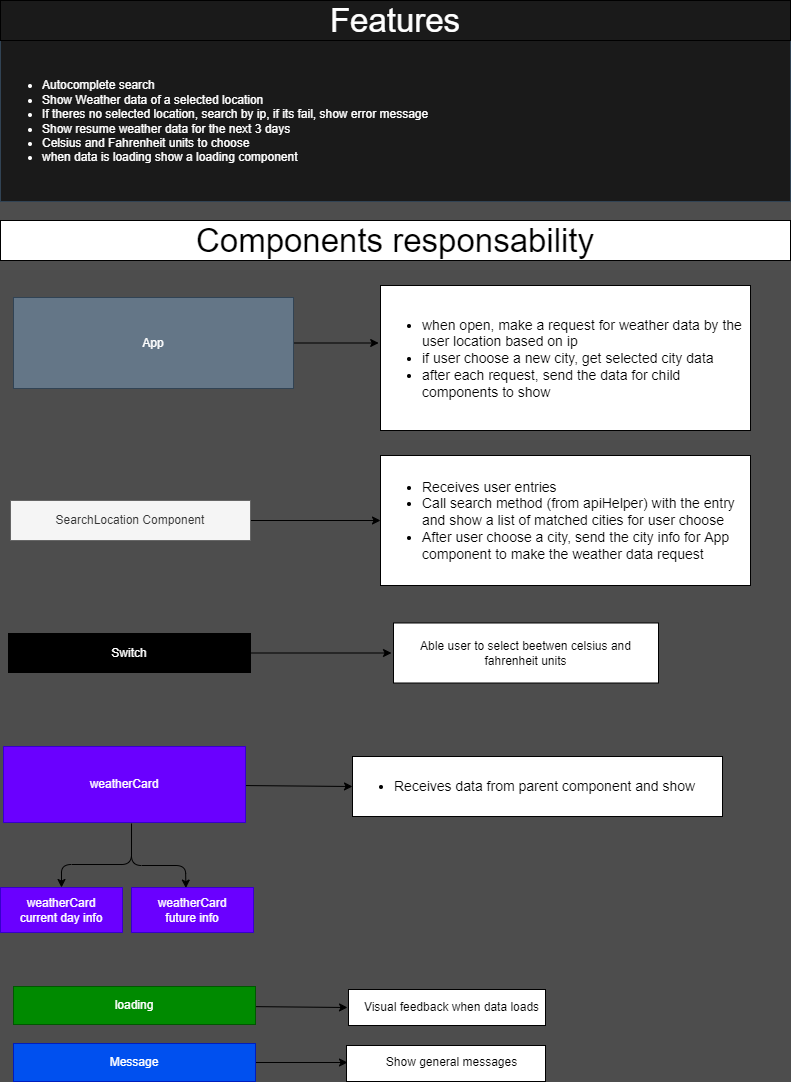 Features
Autocomplete search
Show Weather data of a selected location
If theres no selected location, search by ip, if its fail, show error message
Show resume weather data for the next 3 days
Celsius and Fahrenheit units to choose
when data is loading show a loading component
Components responsability
App
when open, make a request for weather data by the
user location based on ip
if user choose a new city, get selected city data
after each request, send the data for child
components to show
SearchLocation Component
Receives user entries
Call search method (from apiHelper) with the entry
and show a list of matched cities for user choose
After user choose a city, send the city info for App
component to make the weather data request
Switch
Able user to select beetwen celsius and
fahrenheit units
weatherCard
Receives data from parent component and show
weatherCard
current day info
weatherCard
future info
loading
Visual feedback when data loads
Message
Show general messages